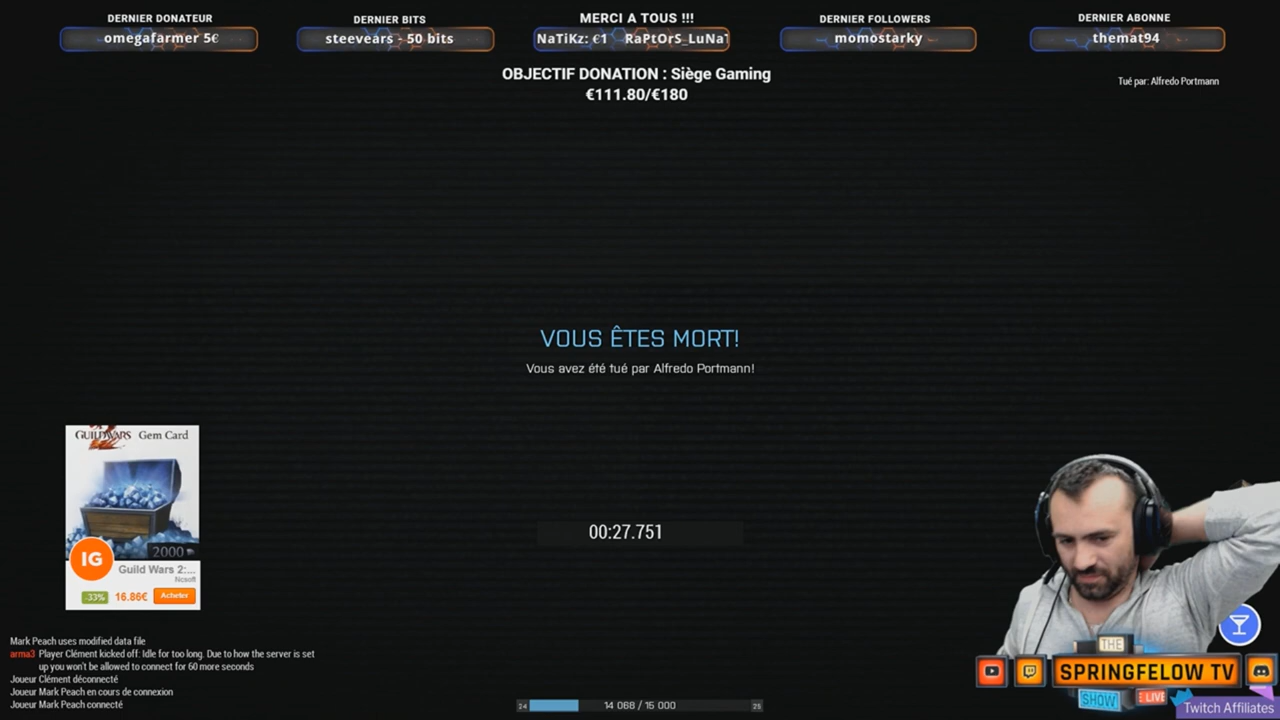 DERNIER DONATEUR
omegafarmer 5€
DERNIER BITS
steevears - 50 bits
MERCI A TOUS !!!
NaTiKz: €1 RaPtOrS_LuNaT
DERNIER FOLLOWERS
momostarky
DERNIER ABONNE
themat94
OBJECTIF DONATION : Siège Gaming
€111.80/€180
Tué par: Alfredo Portmann
VOUS ÊTES MORT!
Vous avez été tué par Alfredo Portmann!
00:27.751
GUILD WARS Gem Card
2000
IG
Guild Wars 2:...
Ncsoft
-33% 16.86€ Acheter
Mark Peach uses modified data file
arma3 Player Clément kicked off: Idle for too long. Due to how the server is set
up you won't be allowed to connect for 60 more seconds
Joueur Clément déconnecté
Joueur Mark Peach en cours de connexion
Joueur Mark Peach connecté
24 14 068 / 15 000 25
THE
SPRINGFELOW TV
SHOW LIVE
Twitch Affiliates